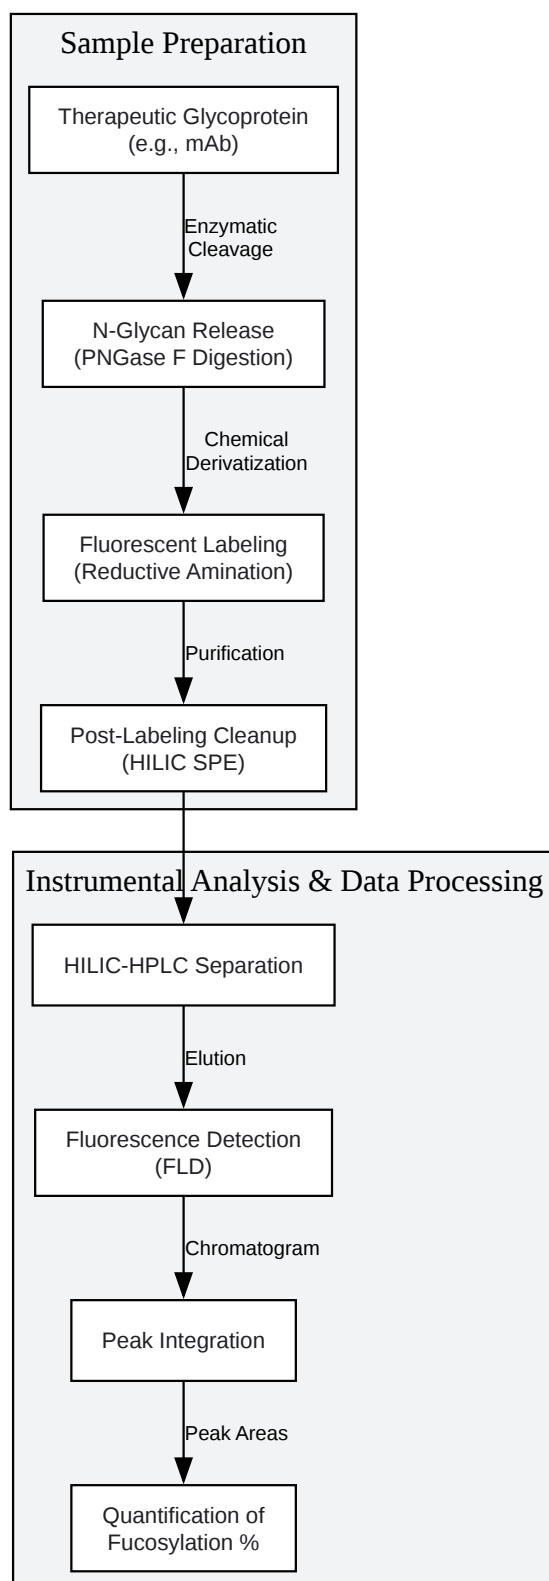 Sample Preparation
Therapeutic Glycoprotein
(e.g., mAb)
Enzymatic
Cleavage
N-Glycan Release
(PNGase F Digestion)
Chemical
Derivatization
Fluorescent Labeling
(Reductive Amination)
Purification
Post-Labeling Cleanup
(HILIC SPE)
Instrumental Analysis & Data Processing
HILIC-HPLC Separation
Elution
Fluorescence Detection
(FLD)
Chromatogram
Peak Integration
Peak Areas
Quantification of
Fucosylation %